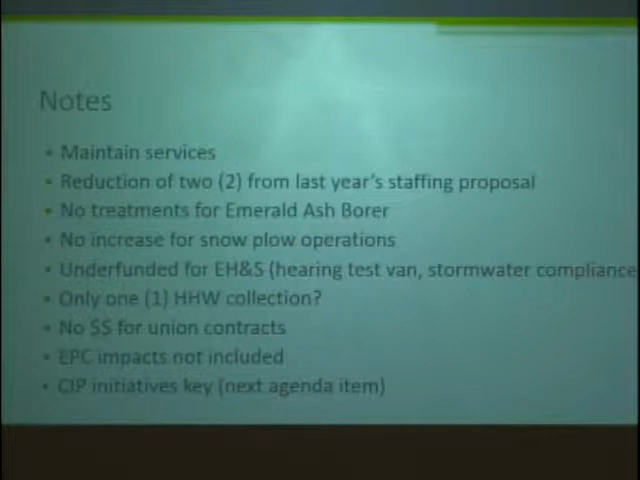 Notes
• Maintain services
• Reduction of two (2) from last year's staffing proposal
• No treatments for Emerald Ash Borer
• No increase for snow plow operations
• Underfunded for EH&S (hearing test van, stormwater compliance
• Only one (1) HHW collection?
• No $$ for union contracts
• EPC impacts not included
• CIP initiatives key (next agenda item)